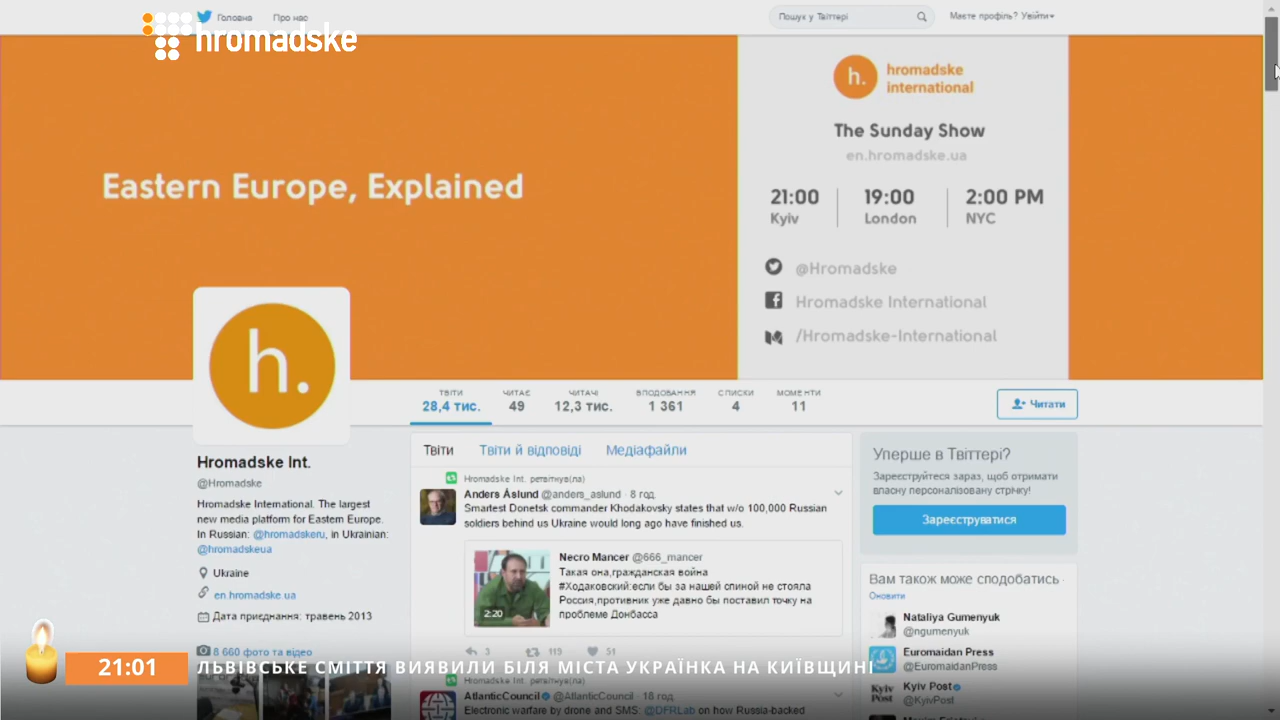 Головна
Про нас
Пошук у Твіттері
Маєте профіль? Увійти
hromadske
hromadske
international
The Sunday Show
en.hromadske.ua
Eastern Europe, Explained
21:00
Kyiv
19:00
London
2:00 PM
NYC
@Hromadske
Hromadske International
/Hromadske-International
h.
h.
ТВІТИ
28,4 тис.
ЧИТАЄ
49
ЧИТАЧІ
12,3 тис.
ВПОДОБАННЯ
1 361
СПИСКИ
4
МОМЕНТИ
11
Читати
Hromadske Int.
@Hromadske
Hromadske International. The largest
new media platform for Eastern Europe.
In Russian: @hromadskeru, in Ukrainian:
@hromadskeua
Ukraine
en.hromadske.ua
Дата приєднання: травень 2013
8 660 фото та відео
Твіти
Твіти й відповіді
Медіафайли
Hromadske Int. ретвітнув(ла)
Anders Åslund @anders_aslund · 8 год.
Smartest Donetsk commander Khodakovsky states that w/o 100,000 Russian
soldiers behind us Ukraine would long ago have finished us.
Necro Mancer @666_mancer
Такая она,гражданская война
#Ходаковский:если бы за нашей спиной не стояла
Россия,противник уже давно бы поставил точку на
проблеме Донбасса
2:20
3
119
51
Hromadske Int. ретвітнув(ла)
AtlanticCouncil @AtlanticCouncil · 18 год.
Electronic warfare by drone and SMS: @DFRLab on how Russia-backed
Уперше в Твіттері?
Зареєструйтеся зараз, щоб отримати
власну персоналізовану стрічку!
Зареєструватися
Вам також може сподобатись ·
Оновити
Nataliya Gumenyuk
@ngumenyuk
Euromaidan Press
@EuromaidanPress
Kyiv Post
@KyivPost
Kyiv
Post
21:01
ЛЬВІВСЬКЕ СМІТТЯ ВИЯВИЛИ БІЛЯ МІСТА УКРАЇНКА НА КИЇВЩИНІ